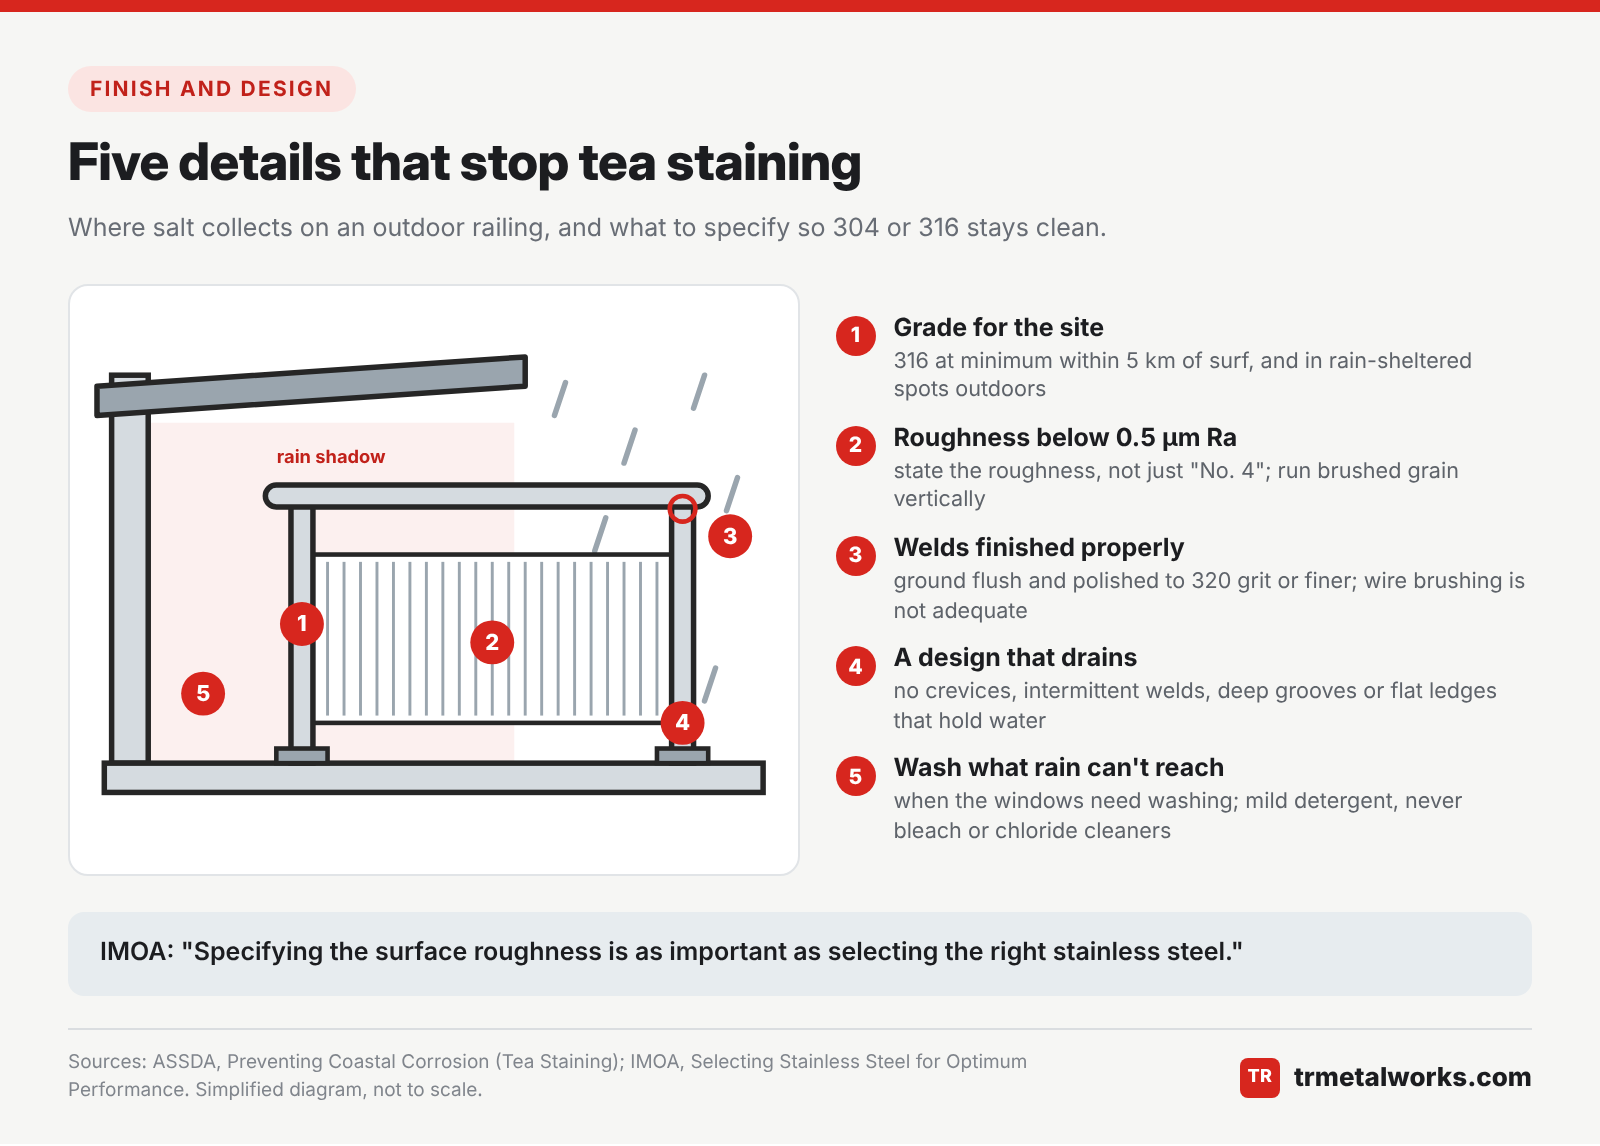 FINISH AND DESIGN
Five details that stop tea staining
Where salt collects on an outdoor railing, and what to specify so 304 or 316 stays clean.
rain shadow
1
2
3
4
5
1 Grade for the site
316 at minimum within 5 km of surf, and in rain-sheltered
spots outdoors
2 Roughness below 0.5 µm Ra
state the roughness, not just "No. 4"; run brushed grain
vertically
3 Welds finished properly
ground flush and polished to 320 grit or finer; wire brushing is
not adequate
4 A design that drains
no crevices, intermittent welds, deep grooves or flat ledges
that hold water
5 Wash what rain can't reach
when the windows need washing; mild detergent, never
bleach or chloride cleaners
IMOA: "Specifying the surface roughness is as important as selecting the right stainless steel."
Sources: ASSDA, Preventing Coastal Corrosion (Tea Staining); IMOA, Selecting Stainless Steel for Optimum
Performance. Simplified diagram, not to scale.
TR trmetalworks.com